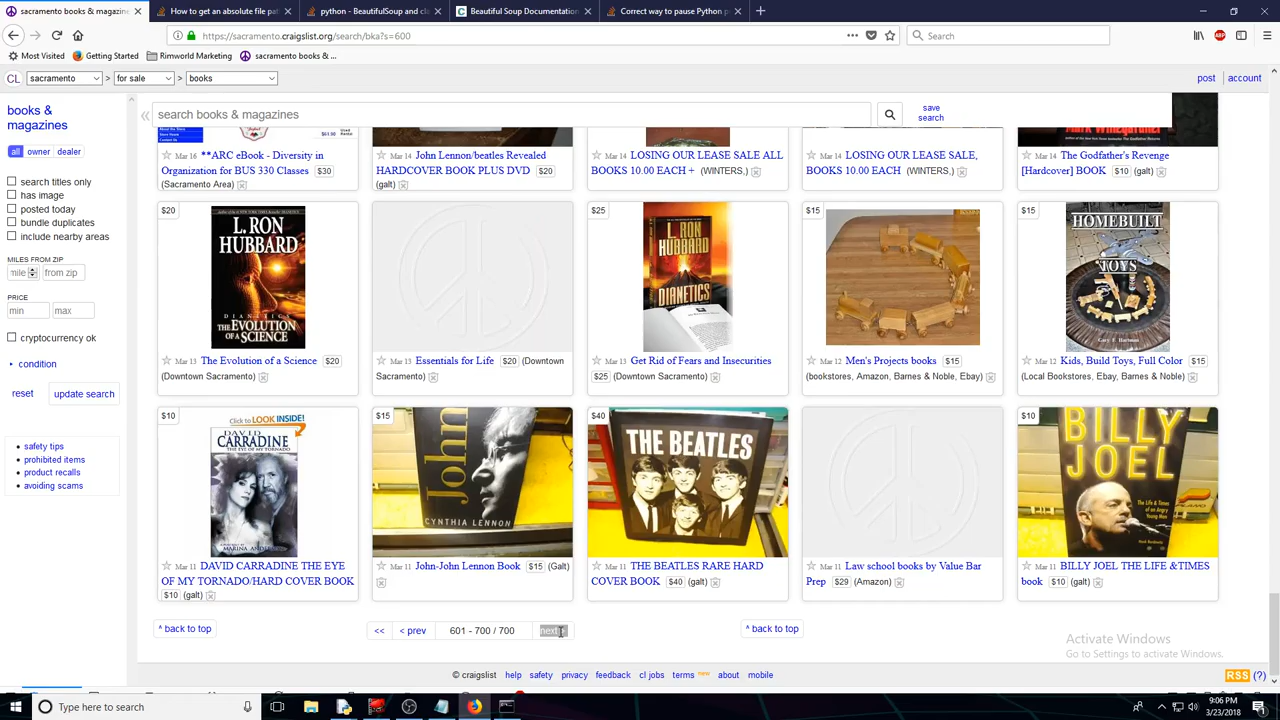 sacramento books & magazines
How to get an absolute file pat
python - BeautifulSoup and cla
Beautiful Soup Documentation
Correct way to pause Python pr
https://sacramento.craigslist.org/search/bka?s=600
Search
Most Visited
Getting Started
Rimworld Marketing
sacramento books & ...
CL
sacramento
>
for sale
>
books
post
account
books &
magazines
search books & magazines
save
search
all
owner
dealer
search titles only
has image
posted today
bundle duplicates
include nearby areas
MILES FROM ZIP
mile
from zip
PRICE
min
max
cryptocurrency ok
condition
reset
update search
safety tips
prohibited items
product recalls
avoiding scams
Mar 16 **ARC eBook - Diversity in
Organization for BUS 330 Classes $30
(Sacramento Area)
Mar 14 John Lennon/beatles Revealed
HARDCOVER BOOK PLUS DVD $20
(galt)
Mar 14 LOSING OUR LEASE SALE ALL
BOOKS 10.00 EACH + (WINTERS,)
Mar 14 LOSING OUR LEASE SALE,
BOOKS 10.00 EACH (WINTERS,)
Mar 14 The Godfather's Revenge
[Hardcover] BOOK $10 (galt)
$20
L. RON
HUBBARD
DIANETICS
THE EVOLUTION
OF A SCIENCE
Mar 13 The Evolution of a Science $20
(Downtown Sacramento)
Mar 13 Essentials for Life $20 (Downtown
Sacramento)
$25
L. RON
HUBBARD
DIANETICS
Mar 13 Get Rid of Fears and Insecurities
$25 (Downtown Sacramento)
$15
Mar 12 Men's Projects books $15
(bookstores, Amazon, Barnes & Noble, Ebay)
$15
HOMEBUILT
TOYS
Mar 12 Kids, Build Toys, Full Color $15
(Local Bookstores, Ebay, Barnes & Noble)
$10
Click to LOOK INSIDE!
DAVID
CARRADINE
THE EYE OF MY TORNADO
MARINA ANDERSON
Mar 11 DAVID CARRADINE THE EYE
OF MY TORNADO/HARD COVER BOOK
$10 (galt)
$15
John
CYNTHIA LENNON
Mar 11 John-John Lennon Book $15 (Galt)
$40
THE BEATLES
Mar 11 THE BEATLES RARE HARD
COVER BOOK $40 (galt)
Mar 11 Law school books by Value Bar
Prep $29 (Amazon)
$10
BILLY
JOEL
Mar 11 BILLY JOEL THE LIFE &TIMES
book $10 (galt)
^ back to top
<<
< prev
601 - 700 / 700
next >
^ back to top
Activate Windows
Go to Settings to activate Windows.
© craigslist
help
safety
privacy
feedback
cl jobs
terms new
about
mobile
RSS
(?)
Type here to search
9:06 PM
3/23/2018